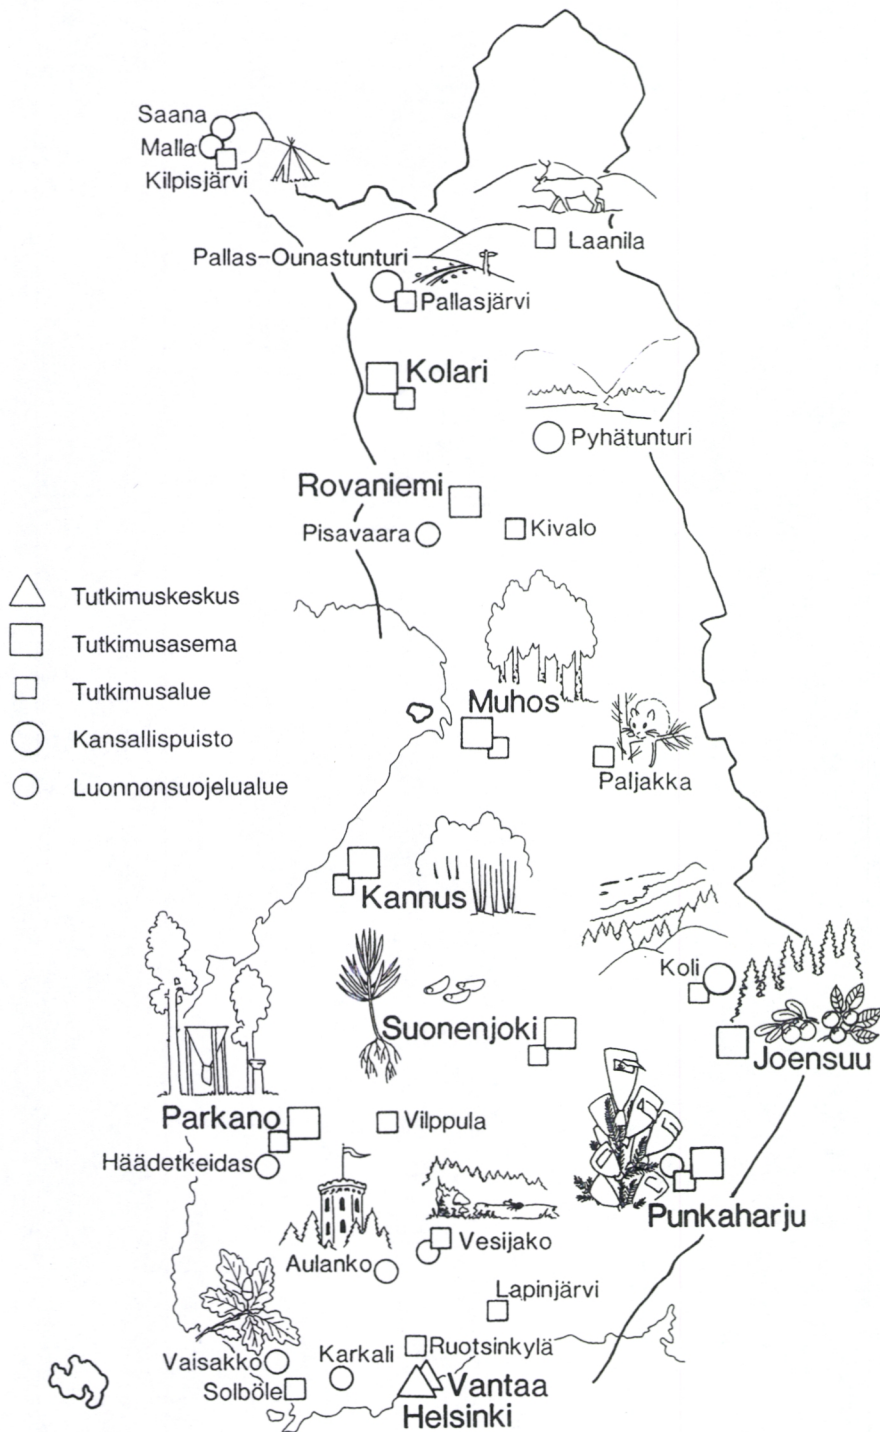 Saana
Malla
Kilpisjärvi
Laanila
Pallas-Ounastunturi
Pallasjärvi
Kolari
Pyhätunturi
Rovaniemi
Pisavaara
Kivalo
Tutkimuskeskus
Tutkimusasema
Tutkimusalue
Kansallispuisto
Luonnonsuojelualue
Muhos
Paljakka
Kannus
Koli
Suonenjoki
Joensuu
Parkano
Vilppula
Häädetkeidas
Punkaharju
Vesijako
Aulanko
Lapinjärvi
Ruotsinkylä
Vaisakko
Karkali
Solböle
Vantaa
Helsinki